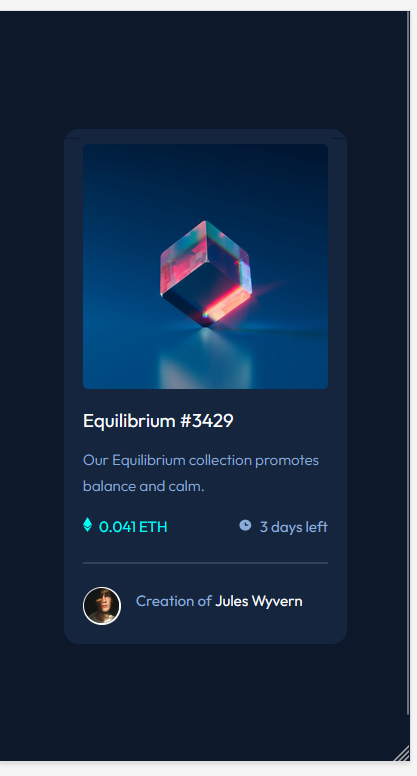 Equilibrium #3429
Our Equilibrium collection promotes
balance and calm.
0.041 ETH 3 days left
Creation of Jules Wyvern